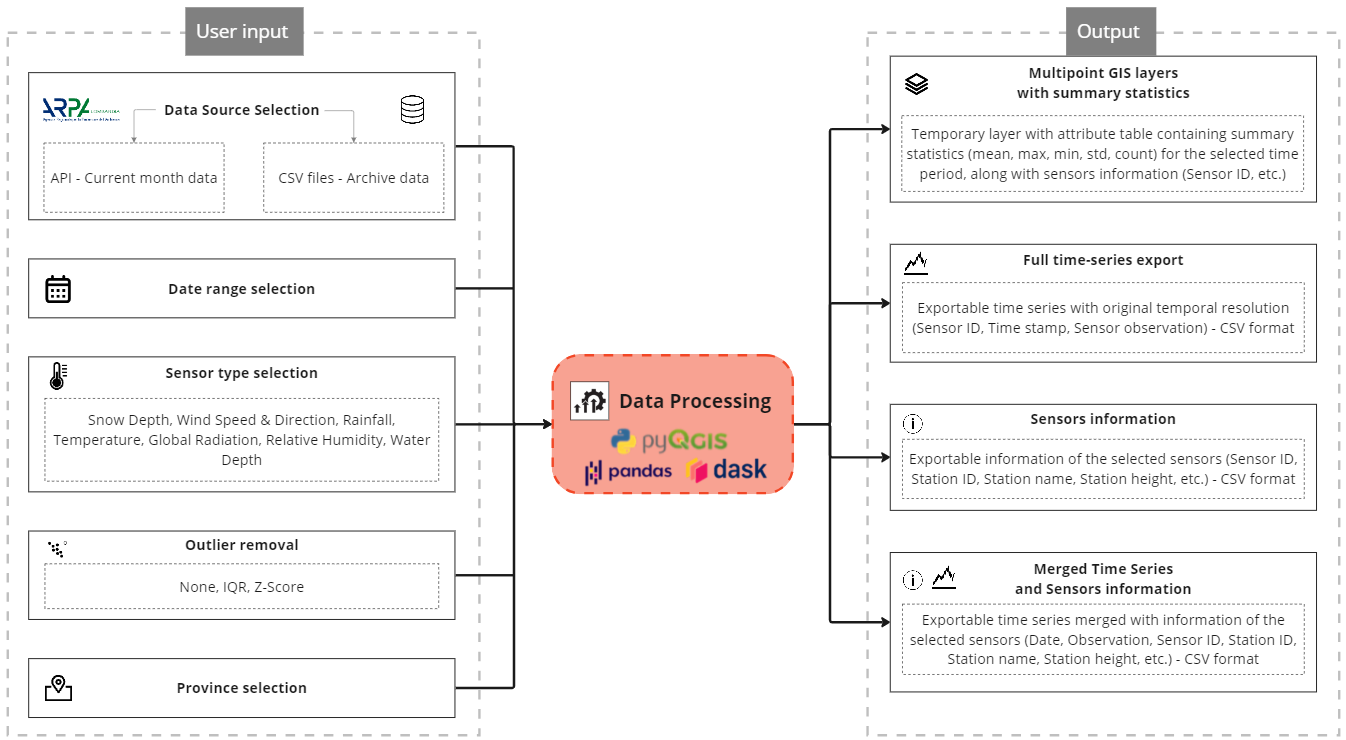 User input
ARPA
Data Source Selection
API - Current month data
CSV files - Archive data
Date range selection
Sensor type selection
Snow Depth, Wind Speed & Direction, Rainfall,
Temperature, Global Radiation, Relative Humidity, Water
Depth
Outlier removal
None, IQR, Z-Score
Province selection
Data Processing
pyQGIS
pandas
dask
Output
Multipoint GIS layers
with summary statistics
Temporary layer with attribute table containing summary
statistics (mean, max, min, std, count) for the selected time
period, along with sensors information (Sensor ID, etc.)
Full time-series export
Exportable time series with original temporal resolution
(Sensor ID, Time stamp, Sensor observation) - CSV format
Sensors information
Exportable information of the selected sensors (Sensor ID,
Station ID, Station name, Station height, etc.) - CSV format
Merged Time Series
and Sensors information
Exportable time series merged with information of the
selected sensors (Date, Observation, Sensor ID, Station ID,
Station name, Station height, etc.) - CSV format